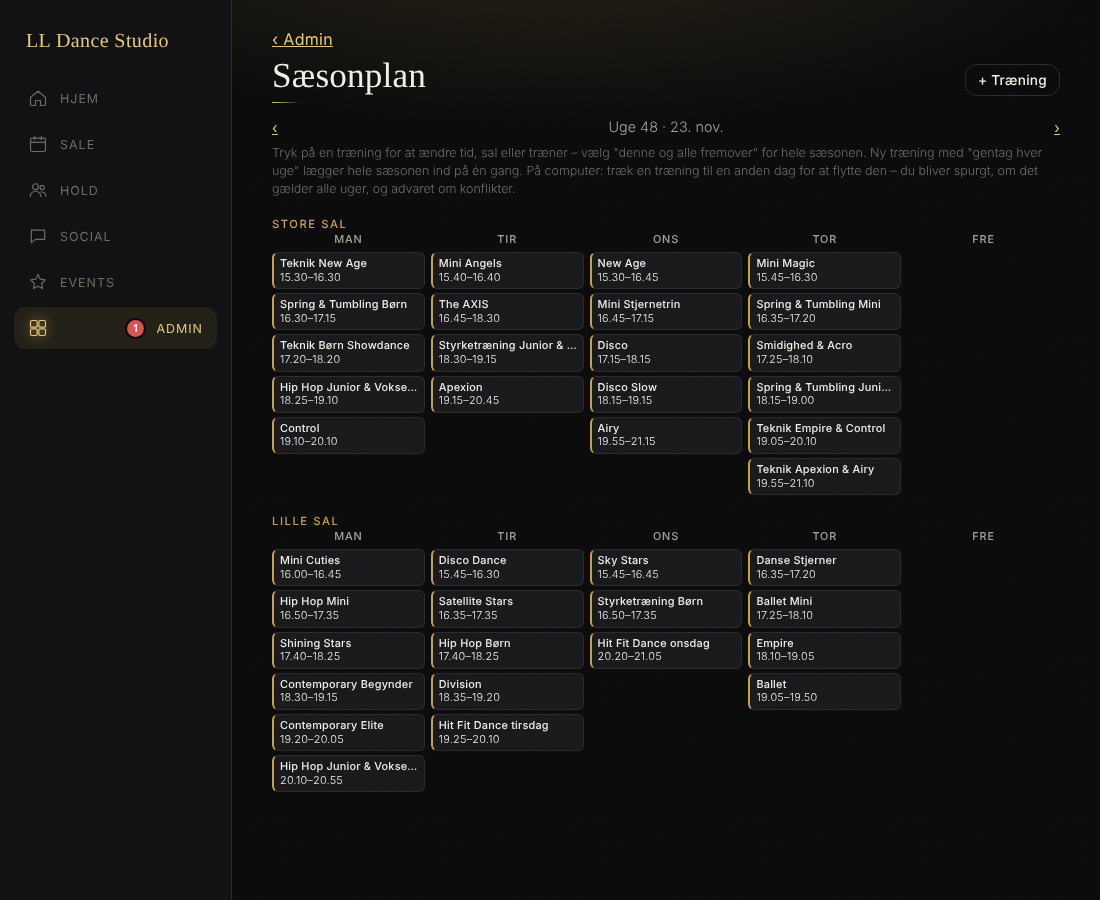 LL Dance Studio
HJEM
SALE
HOLD
SOCIAL
EVENTS
1 ADMIN
‹ Admin
Sæsonplan
+ Træning
‹ Uge 48 · 23. nov. ›
Tryk på en træning for at ændre tid, sal eller træner – vælg "denne og alle fremover" for hele sæsonen. Ny træning med "gentag hver
uge" lægger hele sæsonen ind på én gang. På computer: træk en træning til en anden dag for at flytte den – du bliver spurgt, om det
gælder alle uger, og advaret om konflikter.
STORE SAL
MAN TIR ONS TOR FRE
Teknik New Age Mini Angels New Age Mini Magic
15.30–16.30 15.40–16.40 15.30–16.45 15.45–16.30
Spring & Tumbling Børn The AXIS Mini Stjernetrin Spring & Tumbling Mini
16.30–17.15 16.45–18.30 16.45–17.15 16.35–17.20
Teknik Børn Showdance Styrketræning Junior & ... Disco Smidighed & Acro
17.20–18.20 18.30–19.15 17.15–18.15 17.25–18.10
Hip Hop Junior & Vokse... Apexion Disco Slow Spring & Tumbling Juni...
18.25–19.10 19.15–20.45 18.15–19.15 18.15–19.00
Control Airy Teknik Empire & Control
19.10–20.10 19.55–21.15 19.05–20.10
Teknik Apexion & Airy
19.55–21.10
LILLE SAL
MAN TIR ONS TOR FRE
Mini Cuties Disco Dance Sky Stars Danse Stjerner
16.00–16.45 15.45–16.30 15.45–16.45 16.35–17.20
Hip Hop Mini Satellite Stars Styrketræning Børn Ballet Mini
16.50–17.35 16.35–17.35 16.50–17.35 17.25–18.10
Shining Stars Hip Hop Børn Hit Fit Dance onsdag Empire
17.40–18.25 17.40–18.25 20.20–21.05 18.10–19.05
Contemporary Begynder Division Ballet
18.30–19.15 18.35–19.20 19.05–19.50
Contemporary Elite Hit Fit Dance tirsdag
19.20–20.05 19.25–20.10
Hip Hop Junior & Vokse...
20.10–20.55